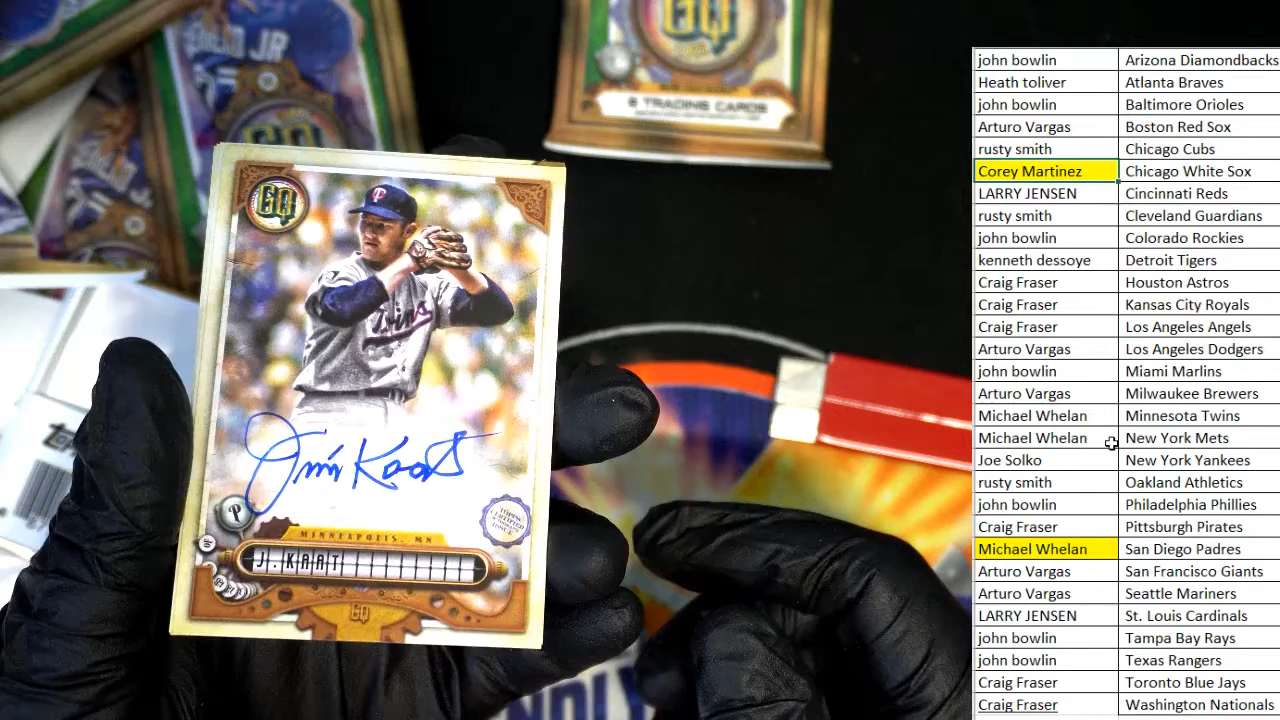 GQ
8 TRADING CARDS
JR
GQ
T
Twins
Jim Kaat
P
TOPPS CERTIFIED AUTOGRAPH ISSUE
MINNEAPOLIS, MN
J. KAAT
GQ
john bowlin Arizona Diamondbacks
Heath toliver Atlanta Braves
john bowlin Baltimore Orioles
Arturo Vargas Boston Red Sox
rusty smith Chicago Cubs
Corey Martinez Chicago White Sox
LARRY JENSEN Cincinnati Reds
rusty smith Cleveland Guardians
john bowlin Colorado Rockies
kenneth dessoye Detroit Tigers
Craig Fraser Houston Astros
Craig Fraser Kansas City Royals
Craig Fraser Los Angeles Angels
Arturo Vargas Los Angeles Dodgers
john bowlin Miami Marlins
Arturo Vargas Milwaukee Brewers
Michael Whelan Minnesota Twins
Michael Whelan New York Mets
Joe Solko New York Yankees
rusty smith Oakland Athletics
john bowlin Philadelphia Phillies
Craig Fraser Pittsburgh Pirates
Michael Whelan San Diego Padres
Arturo Vargas San Francisco Giants
Arturo Vargas Seattle Mariners
LARRY JENSEN St. Louis Cardinals
john bowlin Tampa Bay Rays
john bowlin Texas Rangers
Craig Fraser Toronto Blue Jays
Craig Fraser Washington Nationals